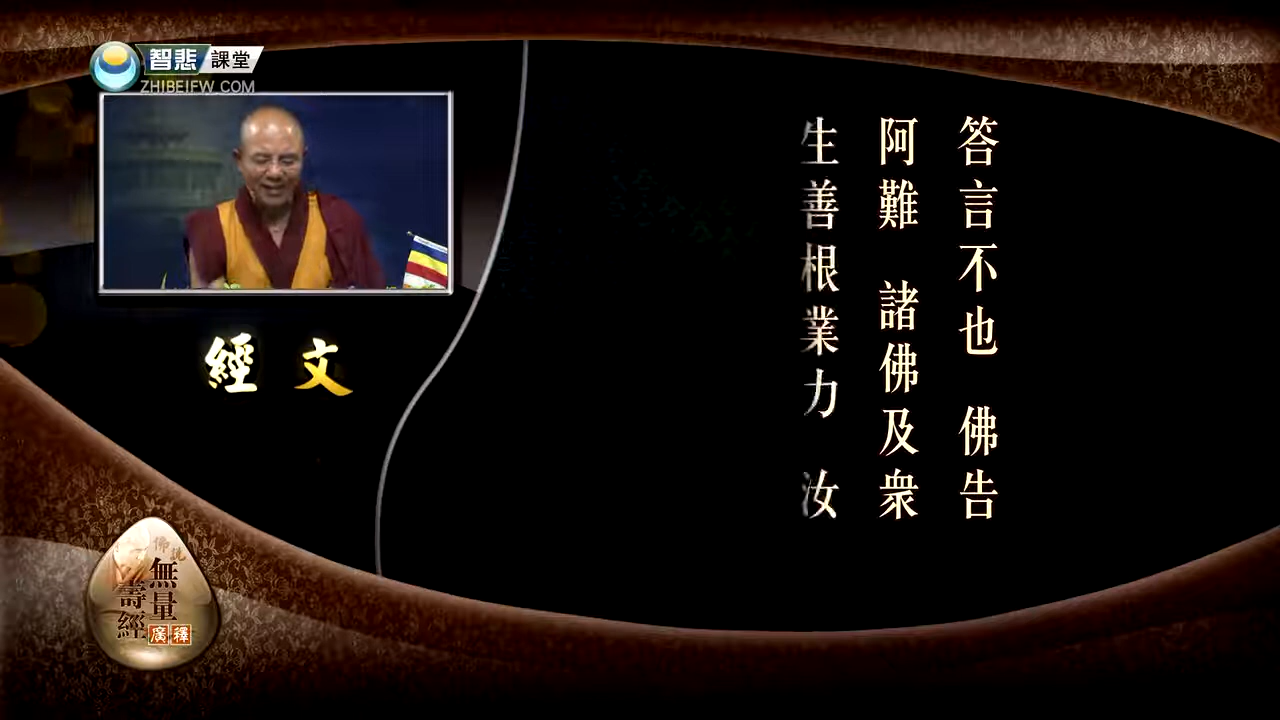 智悲課堂
ZHIBEIFW.COM
答言不也 佛告
阿難 諸佛及衆
生善根業力 汝
經文
佛說
無量
壽經
廣釋